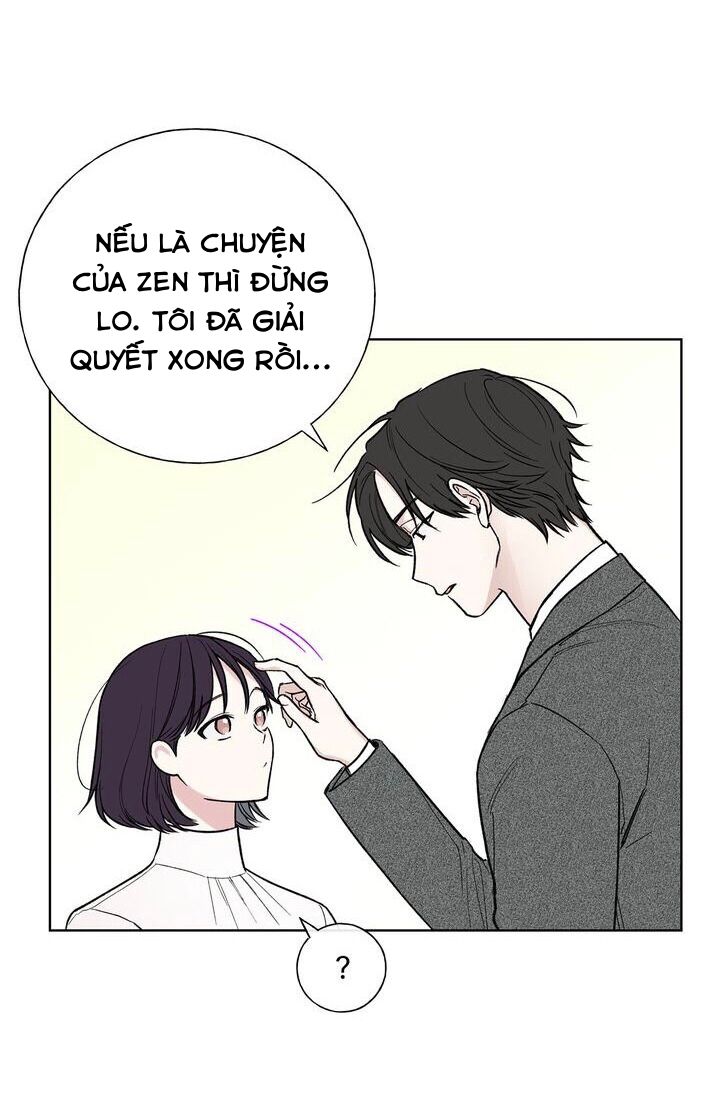 NẾU LÀ CHUYỆN
CỦA ZEN THÌ ĐỪNG
LO. TÔI ĐÃ GIẢI
QUYẾT XONG RỒI...
?